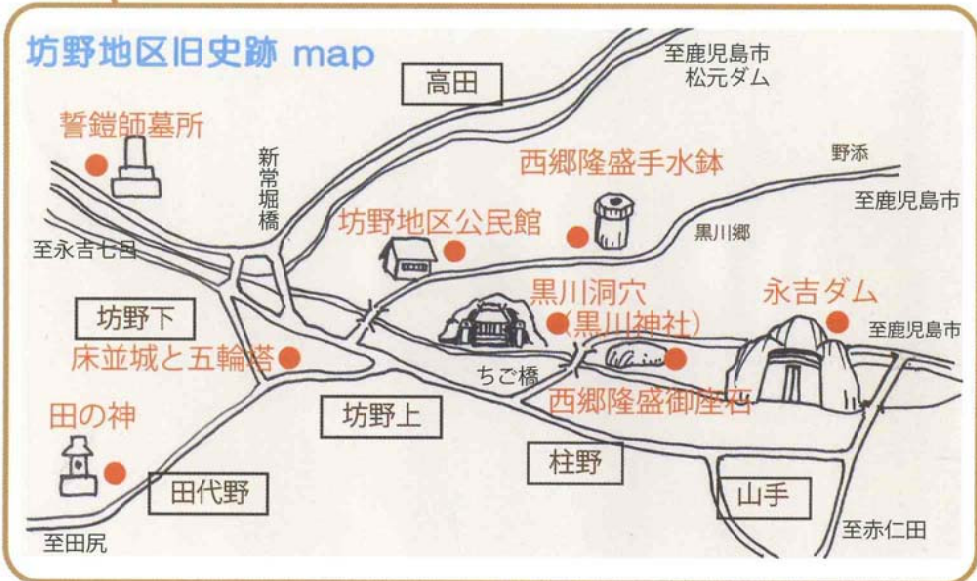 坊野地区旧史跡 map
高田
至鹿児島市
松元ダム
誓鎧師墓所
新常堀橋
西郷隆盛手水鉢
野添
至鹿児島市
坊野地区公民館
黒川郷
至永吉七呂
黒川洞穴
(黒川神社)
永吉ダム
至鹿児島市
坊野下
床並城と五輪塔
ちご橋
西郷隆盛御座石
坊野上
田の神
柱野
田代野
山手
至田尻
至赤仁田